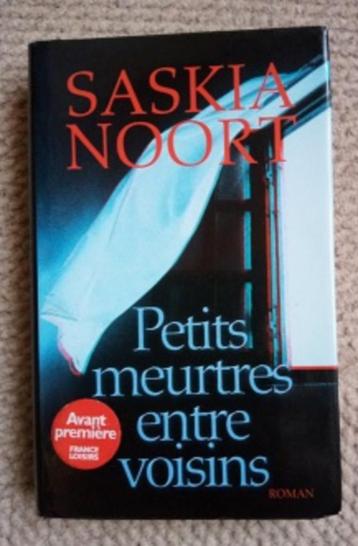 SASKIA
NOORT
Petits
meurtres
entre
voisins
Avant
première
FRANCE
LOISIRS
ROMAN